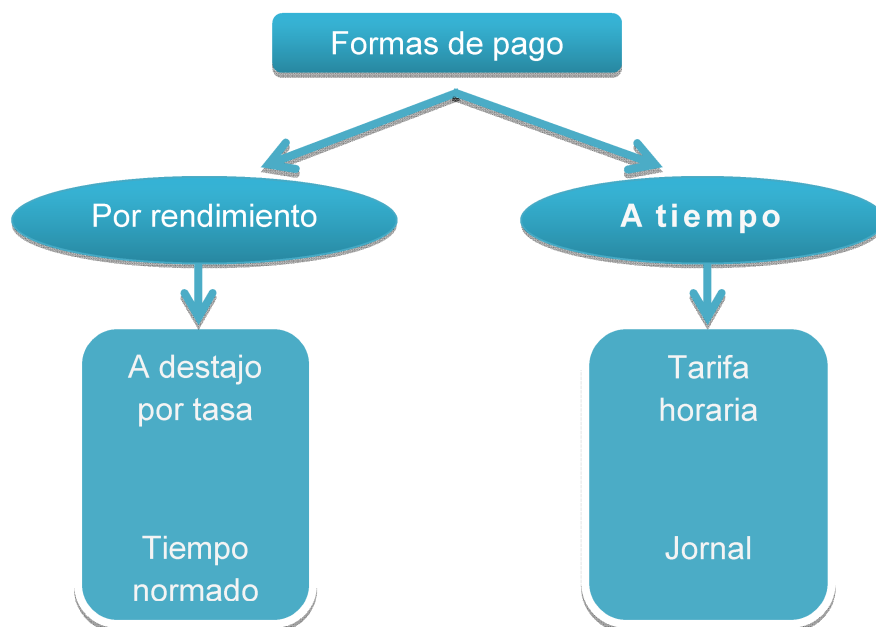 Formas de pago
Por rendimiento
A tiempo
A destajo
por tasa
Tiempo
normado
Tarifa
horaria
Jornal